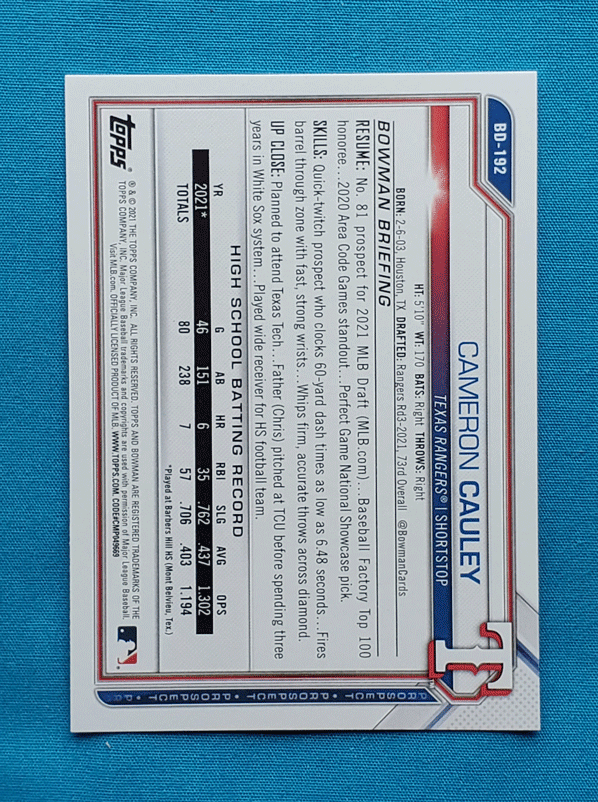 BD-192
CAMERON CAULEY
TEXAS RANGERS® | SHORTSTOP
HT: 5'10" WT: 170 BATS: Right THROWS: Right
BORN: 2-6-03, Houston, TX DRAFTED: Rangers Rd3-2021, 73rd Overall @BowmanCards
BOWMAN BRIEFING
RESUME: No. 81 prospect for 2021 MLB Draft (MLB.com)...Baseball Factory Top 100
honoree...2020 Area Code Games standout...Perfect Game National Showcase pick.
SKILLS: Quick-twitch prospect who clocks 60-yard dash times as low as 6.48 seconds...Fires
barrel through zone with fast, strong wrists...Whips firm, accurate throws across diamond.
UP CLOSE: Planned to attend Texas Tech...Father (Chris) pitched at TCU before spending three
years in White Sox system...Played wide receiver for HS football team.
HIGH SCHOOL BATTING RECORD
YR G AB HR RBI SLG AVG OPS
2021* 46 151 6 35 .762 .437 1.302
TOTALS 80 238 7 57 .706 .403 1.194
*Played at Barbers Hill HS (Mont Belvieu, Tex.)
PROSPECT • PROSPECT • PP
topps®
® & © 2021 THE TOPPS COMPANY, INC. ALL RIGHTS RESERVED. TOPPS AND BOWMAN ARE REGISTERED TRADEMARKS OF THE
TOPPS COMPANY, INC. Major League Baseball trademarks and copyrights are used with permission of Major League Baseball.
Visit MLB.com. OFFICIALLY LICENSED PRODUCT OF MLB. WWW.TOPPS.COM. CODE#CMP049669